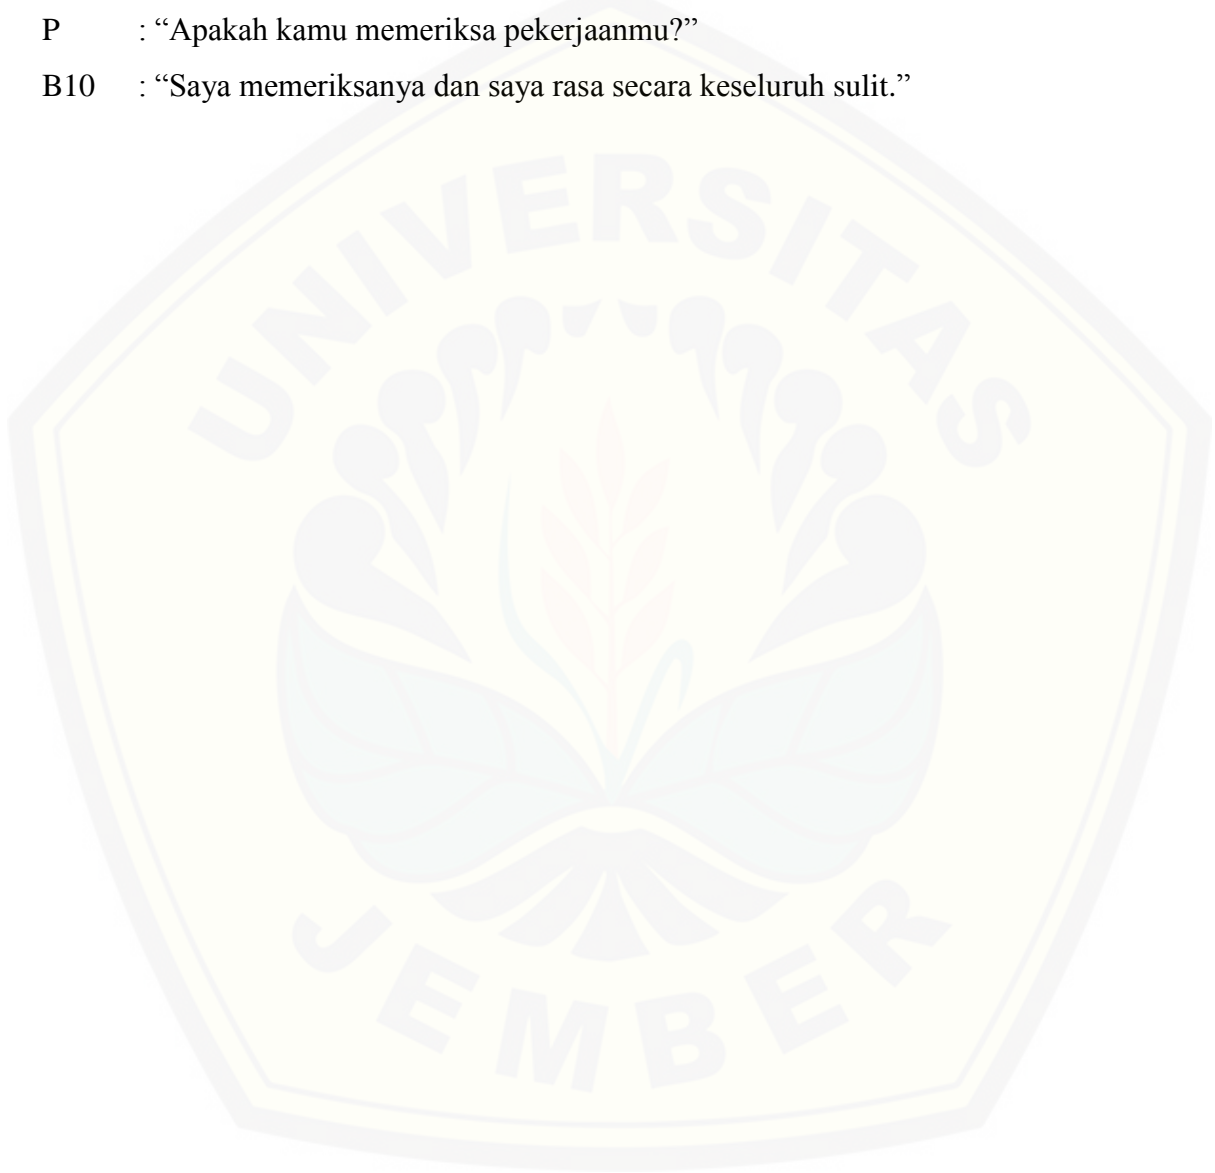 P : “Apakah kamu memeriksa pekerjaanmu?”
B10 : “Saya memeriksanya dan saya rasa secara keseluruh sulit.”
UNIVERSITAS
JEMBER